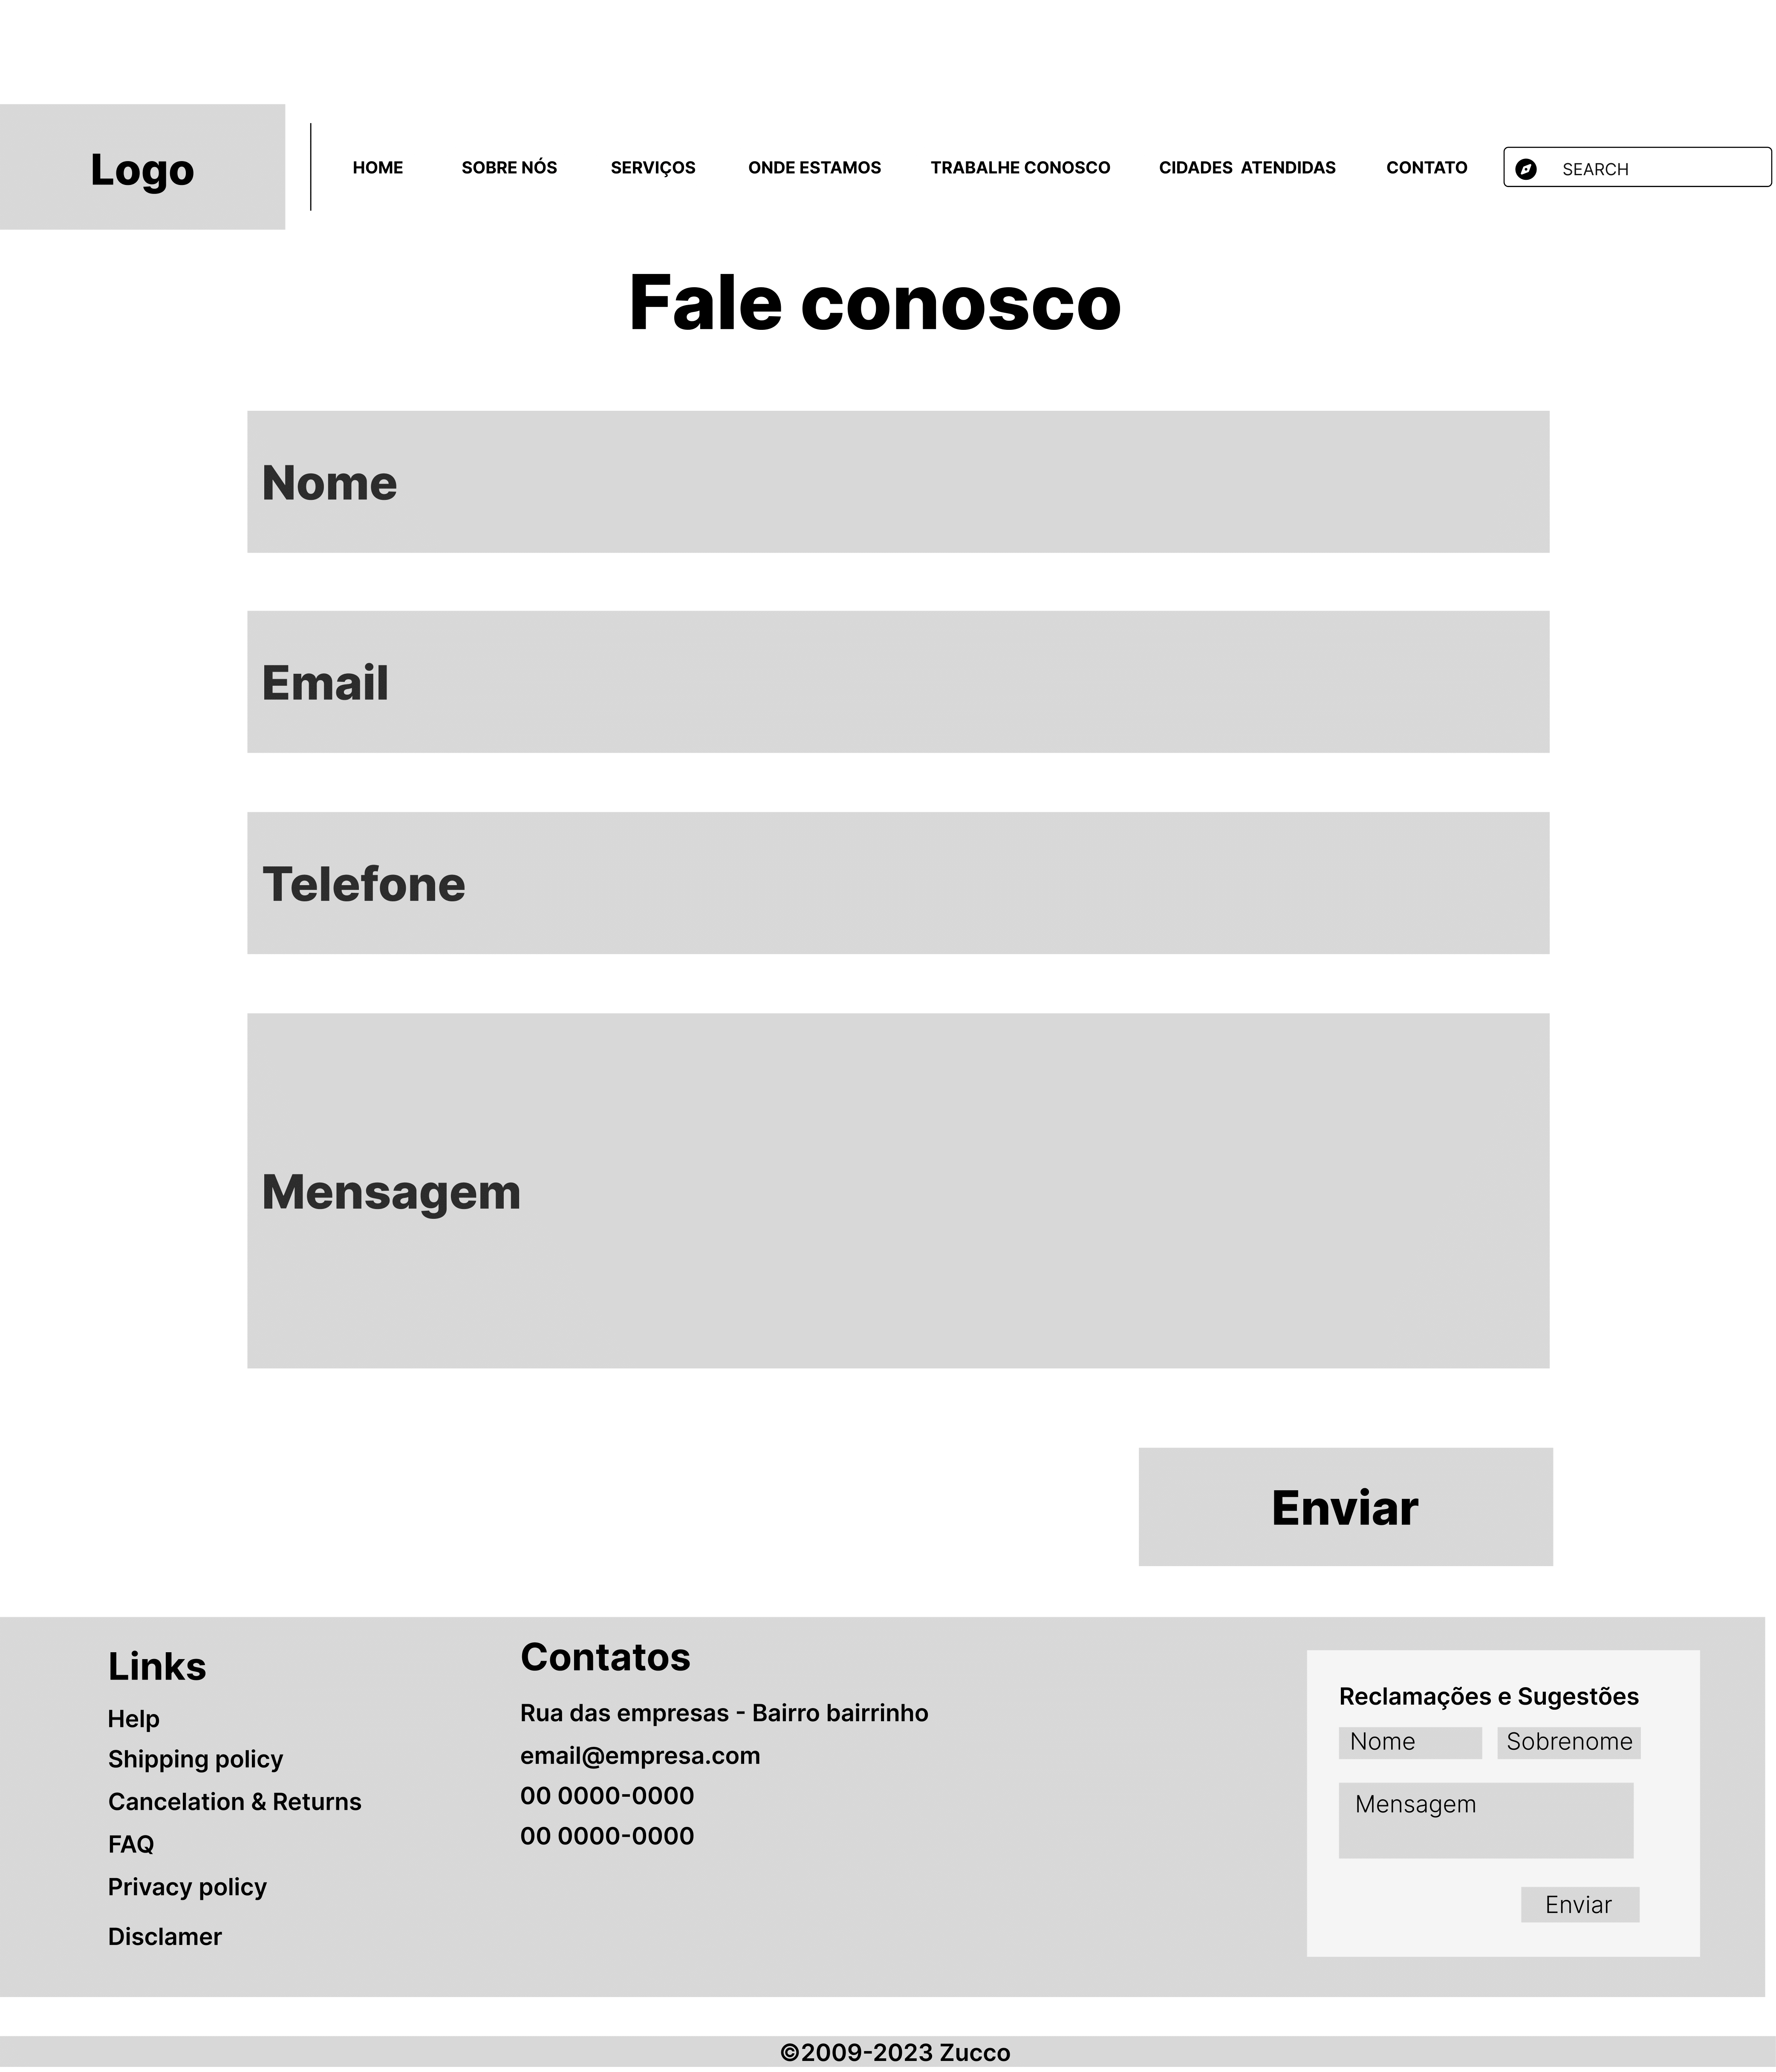 Logo
HOME SOBRE NÓS SERVIÇOS ONDE ESTAMOS TRABALHE CONOSCO CIDADES ATENDIDAS CONTATO SEARCH
Fale conosco
Nome
Email
Telefone
Mensagem
Enviar
Links
Help
Shipping policy
Cancelation & Returns
FAQ
Privacy policy
Disclamer
Contatos
Rua das empresas - Bairro bairrinho
email@empresa.com
00 0000-0000
00 0000-0000
Reclamações e Sugestões
Nome Sobrenome
Mensagem
Enviar
©2009-2023 Zucco